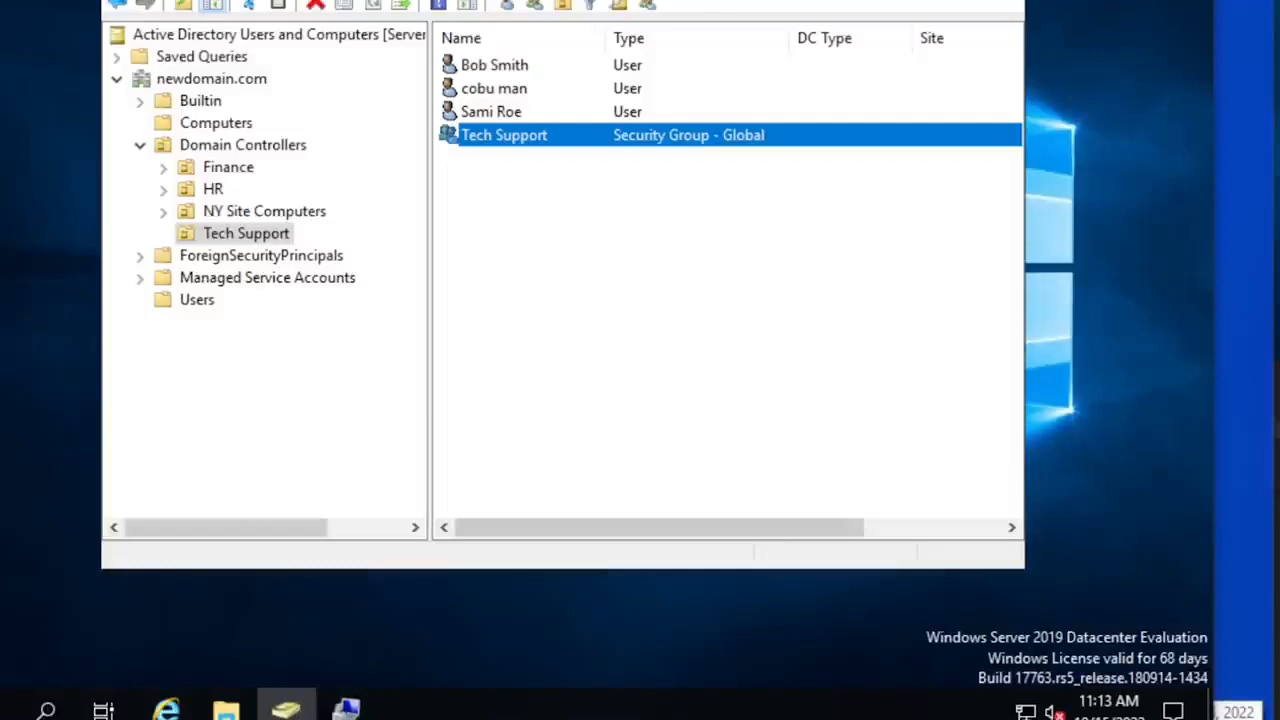 Active Directory Users and Computers [Server
Saved Queries
newdomain.com
Builtin
Computers
Domain Controllers
Finance
HR
NY Site Computers
Tech Support
ForeignSecurityPrincipals
Managed Service Accounts
Users
Name Type DC Type Site
Bob Smith User
cobu man User
Sami Roe User
Tech Support Security Group - Global
Windows Server 2019 Datacenter Evaluation
Windows License valid for 68 days
Build 17763.rs5_release.180914-1434
11:13 AM
2022